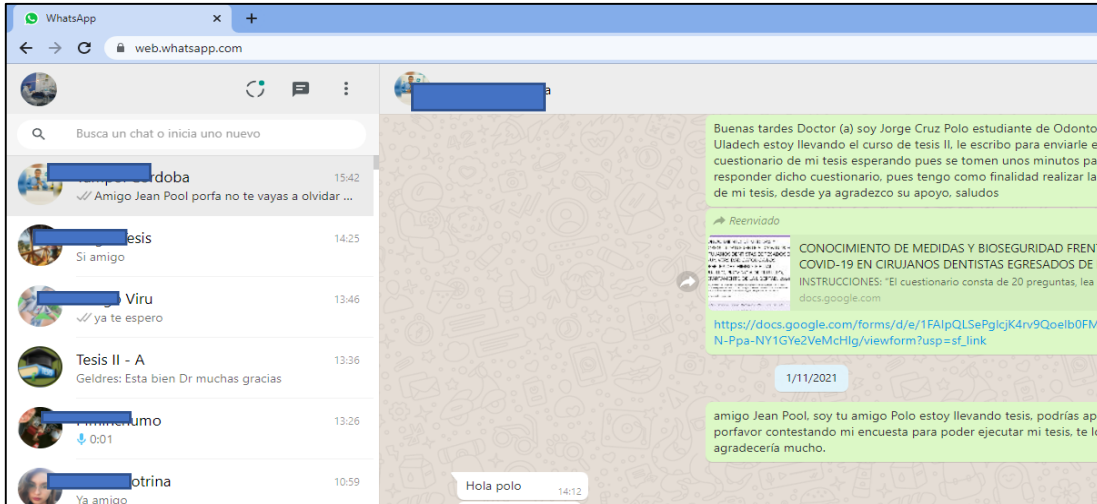 WhatsApp
web.whatsapp.com
a
Busca un chat o inicia uno nuevo
rdoba
15:42
Amigo Jean Pool porfa no te vayas a olvidar ...
esis
14:25
Si amigo
Viru
13:46
ya te espero
Tesis II - A
13:36
Geldres: Esta bien Dr muchas gracias
umo
13:26
0:01
otrina
10:59
Ya amigo
Buenas tardes Doctor (a) soy Jorge Cruz Polo estudiante de Odonto
Uladech estoy llevando el curso de tesis II, le escribo para enviarle e
cuestionario de mi tesis esperando pues se tomen unos minutos pa
responder dicho cuestionario, pues tengo como finalidad realizar la
de mi tesis, desde ya agradezco su apoyo, saludos
Reenviado
CONOCIMIENTO DE MEDIDAS Y BIOSEGURIDAD FREN
COVID-19 EN CIRUJANOS DENTISTAS EGRESADOS DE
INSTRUCCIONES: "El cuestionario consta de 20 preguntas, lea
docs.google.com
https://docs.google.com/forms/d/e/1FAIpQLSePglcjK4rv9Qoelb0FM
N-Ppa-NY1GYe2VeMcHIg/viewform?usp=sf_link
1/11/2021
amigo Jean Pool, soy tu amigo Polo estoy llevando tesis, podrías ap
porfavor contestando mi encuesta para poder ejecutar mi tesis, te l
agradecería mucho.
Hola polo
14:12